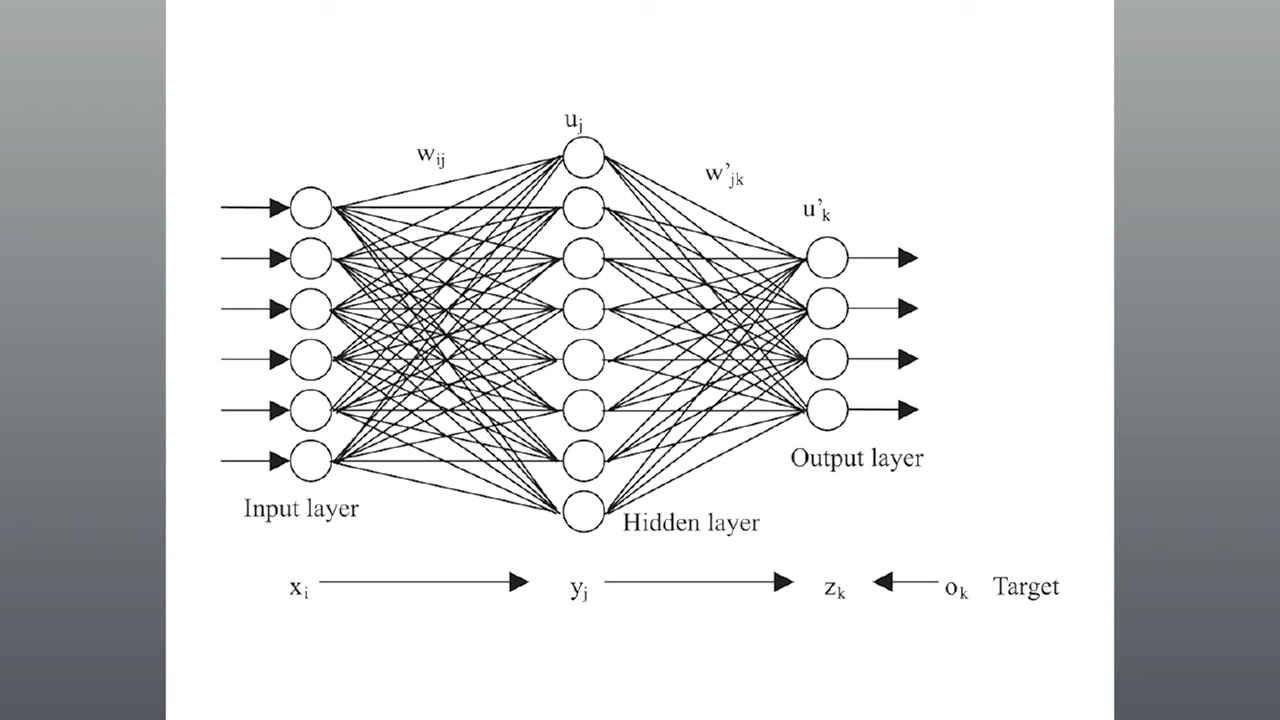 uⱼ
wᵢⱼ
w'ⱼₖ
u'ₖ
Output layer
Input layer
Hidden layer
xᵢ yⱼ zₖ oₖ Target